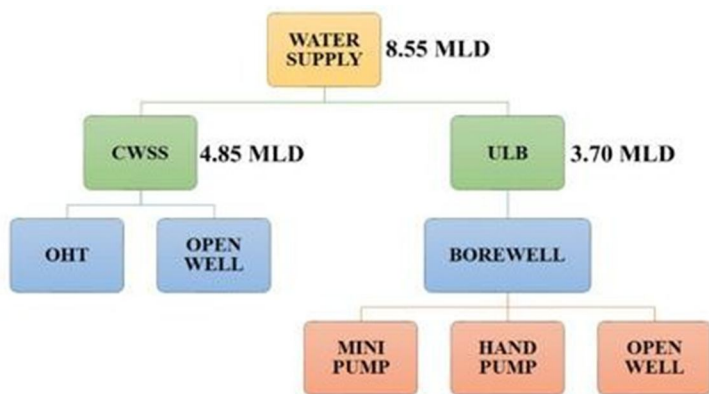 WATER
SUPPLY
8.55 MLD
CWSS
4.85 MLD
ULB
3.70 MLD
OHT
OPEN
WELL
BOREWELL
MINI
PUMP
HAND
PUMP
OPEN
WELL